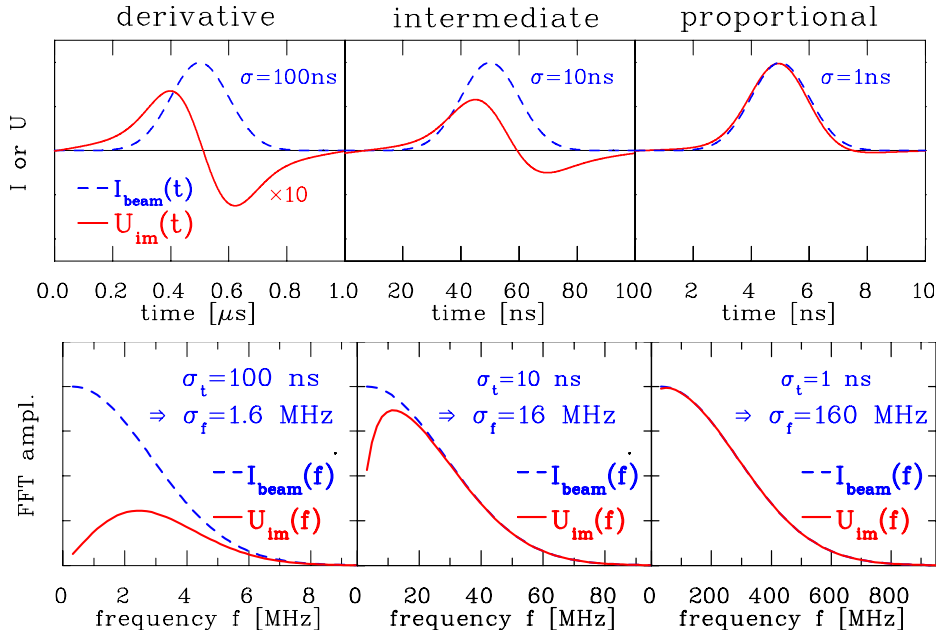 derivative intermediate proportional
I or U
σ=100ns σ=10ns σ=1ns
I_beam(t)
U_im(t)
×10
0.0 0.2 0.4 0.6 0.8 1.0 20 40 60 80 100 2 4 6 8 10
time [μs] time [ns] time [ns]
FFT ampl.
σ_t=100 ns σ_t=10 ns σ_t=1 ns
⇒ σ_f=1.6 MHz ⇒ σ_f=16 MHz ⇒ σ_f=160 MHz
I_beam(f) I_beam(f) I_beam(f)
U_im(f) U_im(f) U_im(f)
0 2 4 6 8 0 20 40 60 80 0 200 400 600 800
frequency f [MHz] frequency f [MHz] frequency f [MHz]